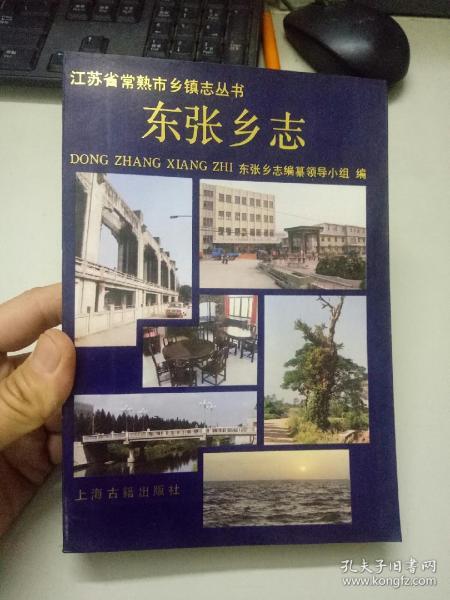 江苏省常熟市乡镇志丛书
东张乡志
DONG ZHANG XIANG ZHI 东张乡志编纂领导小组 编
上海古籍出版社
孔夫子旧书网
www.kongfz.com